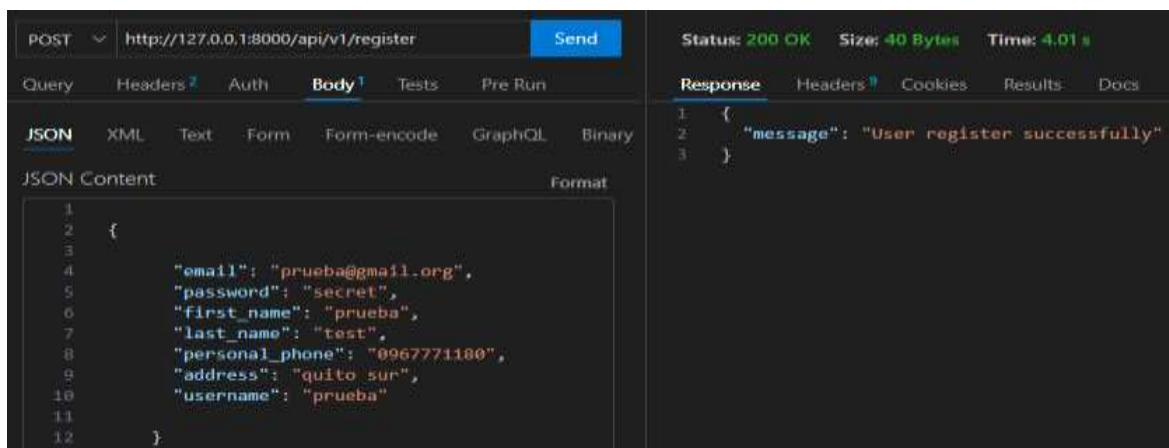 POST http://127.0.0.1:8000/api/v1/register Send
Query Headers 2 Auth Body 1 Tests Pre Run
JSON XML Text Form Form-encode GraphQL Binary
JSON Content Format
1
2 {
3
4 "email": "prueba@gmail.org",
5 "password": "secret",
6 "first_name": "prueba",
7 "last_name": "test",
8 "personal_phone": "0967771180",
9 "address": "quito sur",
10 "username": "prueba"
11
12 }
Status: 200 OK Size: 40 Bytes Time: 4.01 s
Response Headers 9 Cookies Results Docs
1 {
2 "message": "User register successfully"
3 }